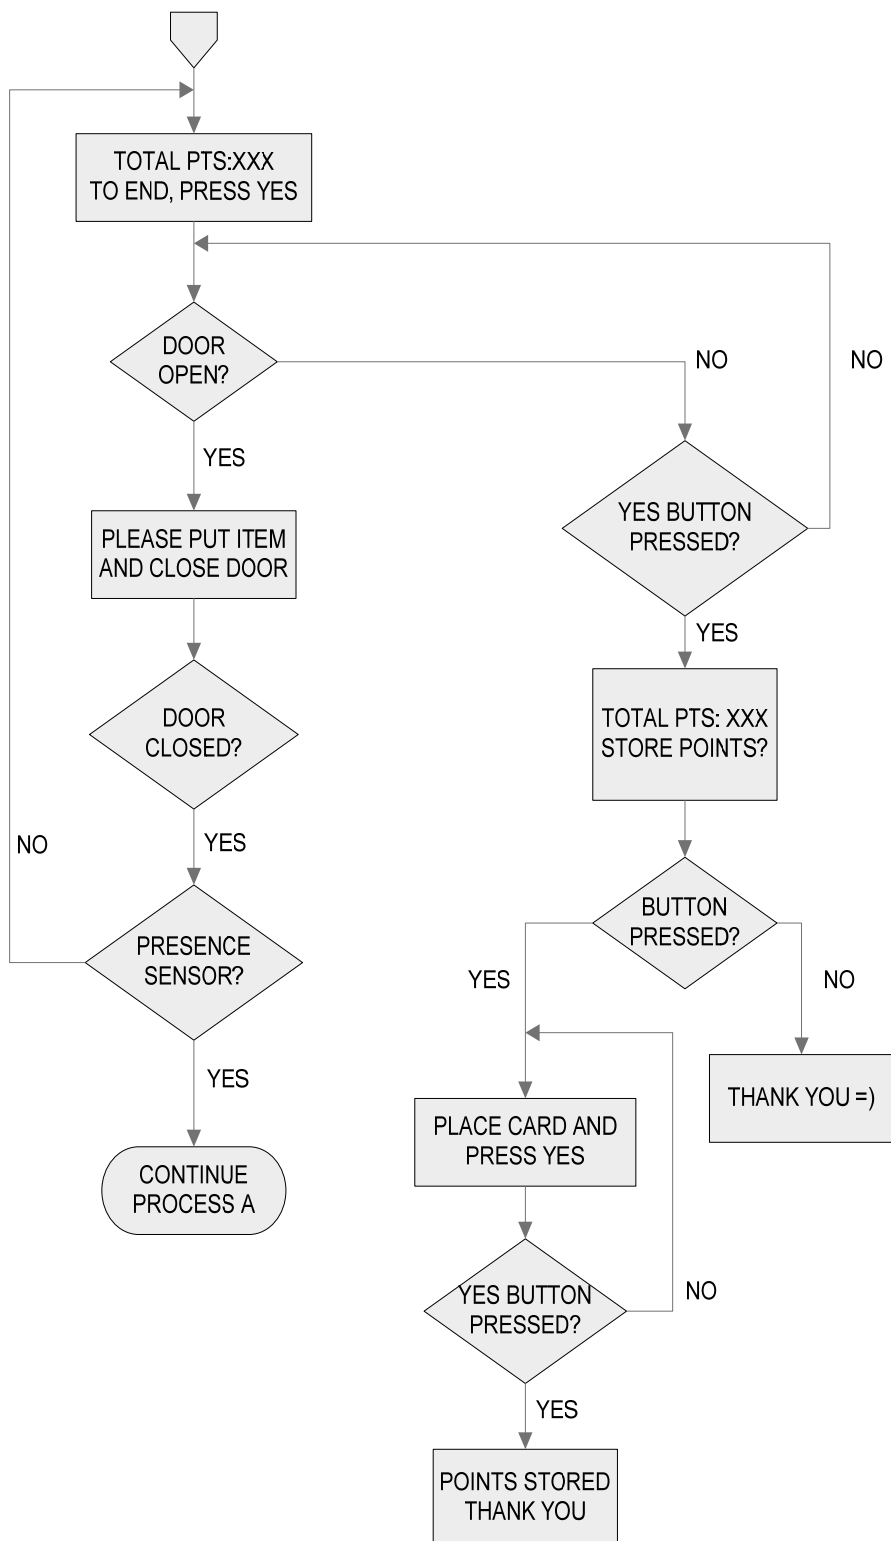 TOTAL PTS:XXX
TO END, PRESS YES
DOOR
OPEN?
NO
NO
YES
YES BUTTON
PRESSED?
PLEASE PUT ITEM
AND CLOSE DOOR
YES
DOOR
CLOSED?
TOTAL PTS: XXX
STORE POINTS?
NO
YES
BUTTON
PRESSED?
PRESENCE
SENSOR?
YES
NO
YES
THANK YOU =)
PLACE CARD AND
PRESS YES
CONTINUE
PROCESS A
YES BUTTON
PRESSED?
NO
YES
POINTS STORED
THANK YOU